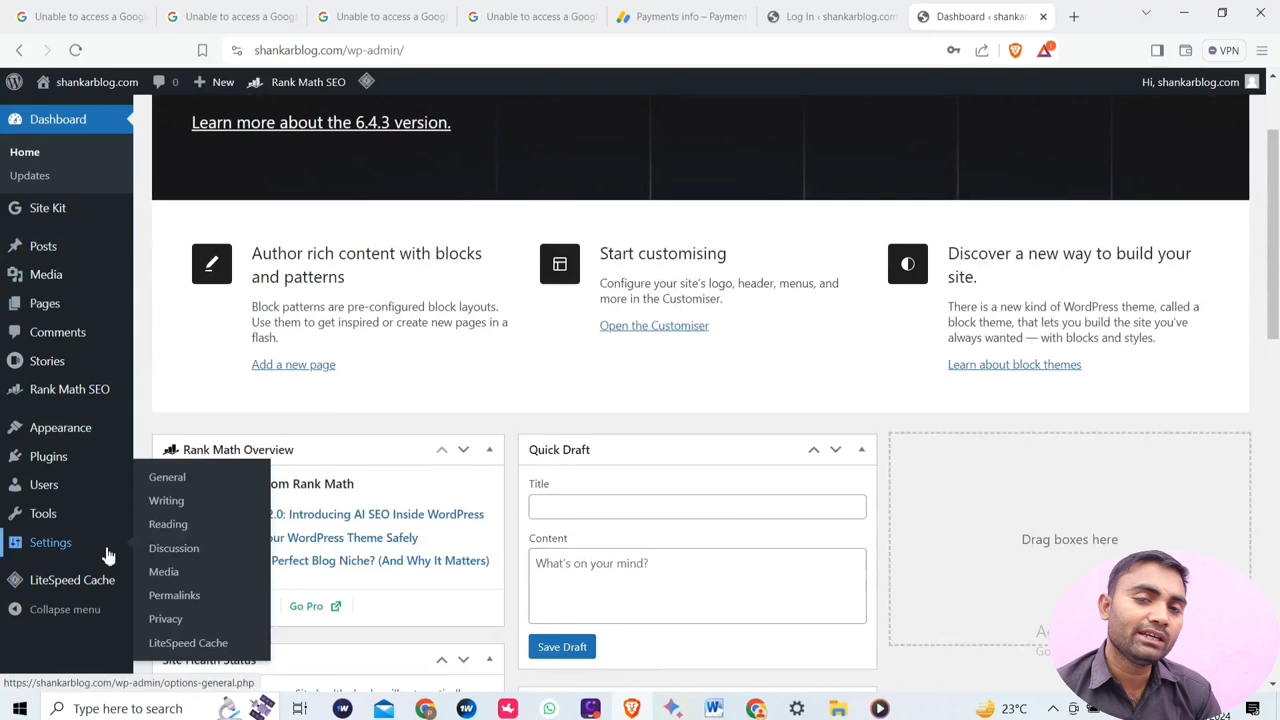 Unable to access a Googl
Unable to access a Googl
Unable to access a Googl
Unable to access a Googl
Payments info – Payment
Log In ‹ shankarblog.com
Dashboard ‹ shanka
shankarblog.com/wp-admin/
VPN
shankarblog.com
0
New
Rank Math SEO
Hi, shankarblog.com
Dashboard
Home
Updates
Site Kit
Posts
Media
Pages
Comments
Stories
Rank Math SEO
Appearance
Plugins
Users
Tools
Settings
LiteSpeed Cache
Collapse menu
General
Writing
Reading
Discussion
Media
Permalinks
Privacy
LiteSpeed Cache
Learn more about the 6.4.3 version.
Author rich content with blocks
and patterns
Block patterns are pre-configured block layouts.
Use them to get inspired or create new pages in a
flash.
Add a new page
Start customising
Configure your site's logo, header, menus, and
more in the Customiser.
Open the Customiser
Discover a new way to build your
site.
There is a new kind of WordPress theme, called a
block theme, that lets you build the site you've
always wanted — with blocks and styles.
Learn about block themes
Rank Math Overview
om Rank Math
2.0: Introducing AI SEO Inside WordPress
our WordPress Theme Safely
Perfect Blog Niche? (And Why It Matters)
Go Pro
Site Health Status
Quick Draft
Title
Content
What's on your mind?
Save Draft
Drag boxes here
https://shankarblog.com/wp-admin/options-general.php
Type here to search
23°C
2024